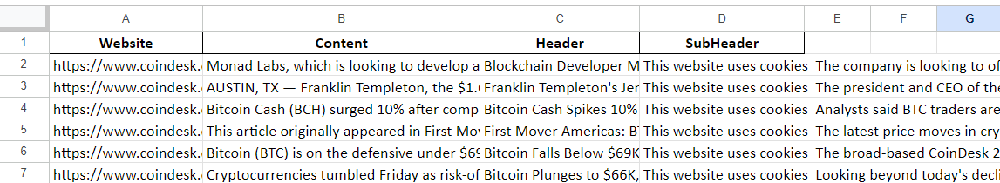 A B C D E F G
1 Website Content Header SubHeader
2 https://www.coindesk. Monad Labs, which is looking to develop a Blockchain Developer M This website uses cookies The company is looking to of
3 https://www.coindesk. AUSTIN, TX — Franklin Templeton, the $1. Franklin Templeton's Jer This website uses cookies The president and CEO of the
4 https://www.coindesk. Bitcoin Cash (BCH) surged 10% after comp Bitcoin Cash Spikes 10% This website uses cookies Analysts said BTC traders are
5 https://www.coindesk. This article originally appeared in First Mov First Mover Americas: B This website uses cookies The latest price moves in cry
6 https://www.coindesk. Bitcoin (BTC) is on the defensive under $69 Bitcoin Falls Below $69K This website uses cookies The broad-based CoinDesk 2
7 https://www.coindesk. Cryptocurrencies tumbled Friday as risk-of Bitcoin Plunges to $66K, This website uses cookies Looking beyond today's decl